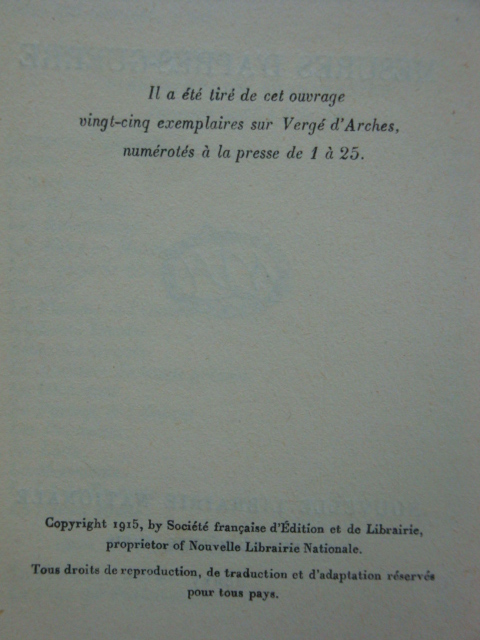 Il a été tiré de cet ouvrage
vingt-cinq exemplaires sur Vergé d'Arches,
numérotés à la presse de 1 à 25.
Copyright 1915, by Société française d'Édition et de Librairie,
proprietor of Nouvelle Librairie Nationale.
Tous droits de reproduction, de traduction et d'adaptation réservés
pour tous pays.